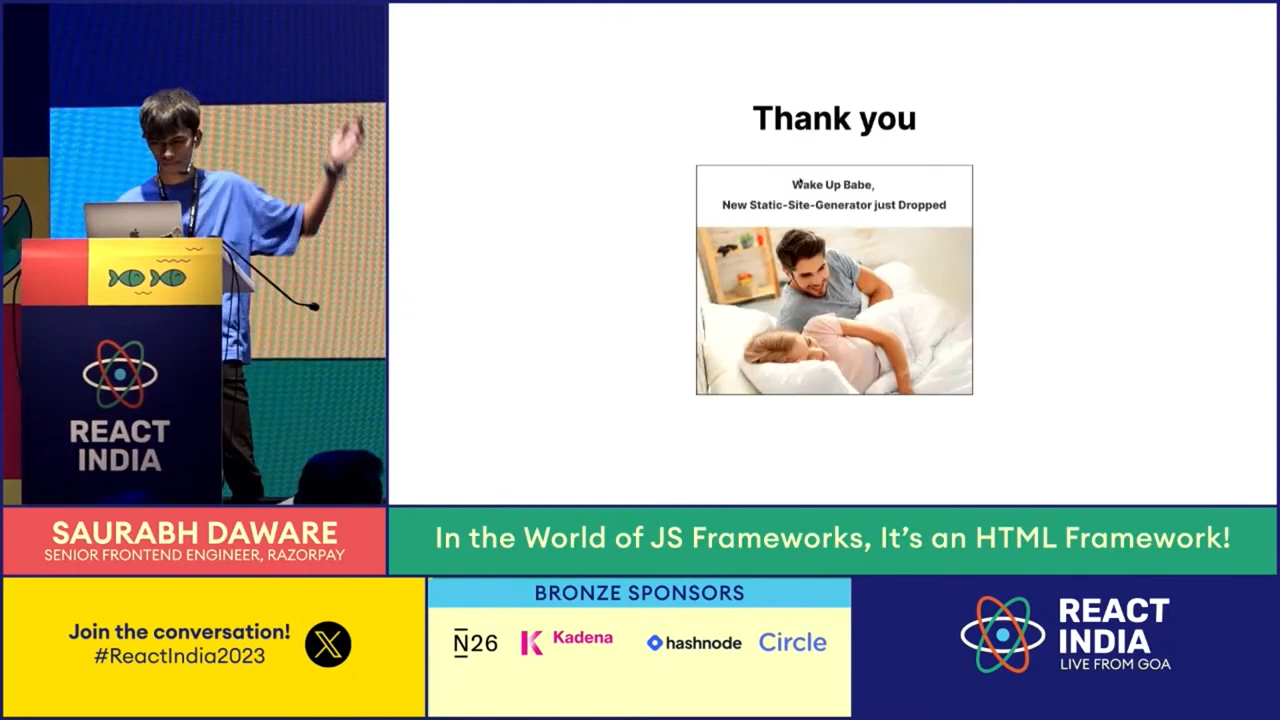 Thank you
Wake Up Babe,
New Static-Site-Generator just Dropped
REACT
INDIA
SAURABH DAWARE
SENIOR FRONTEND ENGINEER, RAZORPAY
In the World of JS Frameworks, It's an HTML Framework!
Join the conversation!
#ReactIndia2023
BRONZE SPONSORS
N26
Kadena
hashnode
Circle
REACT
INDIA
LIVE FROM GOA